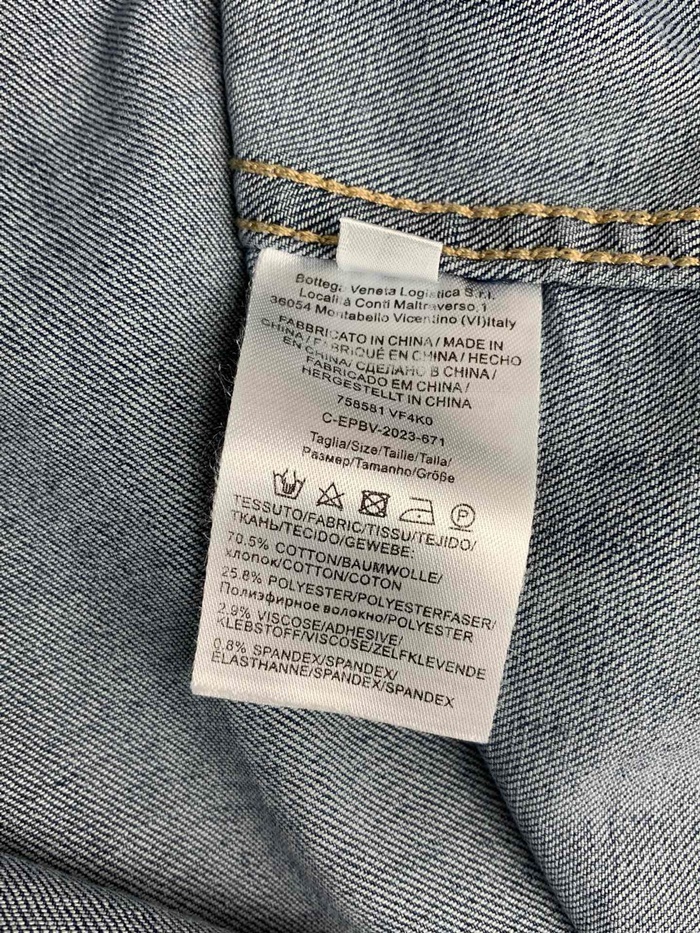 Bottega Veneta Logistica S.r.l.
Località Conti Maltraverso,1
36054 Montabello Vicentino (VI)Italy
FABBRICATO IN CHINA/ MADE IN
CHINA/FABRIQUÉ EN CHINA/ HECHO
EN CHINA/ СДЕЛАНО В CHINA/
FABRICADO EM CHINA/
HERGESTELLT IN CHINA
758581 VF4K0
C-EPBV-2023-671
Taglia/Size/Taille/Talla/
Размер/Tamanho/Größe
P
TESSUTO/FABRIC/TISSU/TEJIDO/
ТКАНЬ/TECIDO/GEWEBE:
70.5% COTTON/BAUMWOLLE/
хлопок/COTTON/COTON
25.8% POLYESTER/POLYESTERFASER/
Полиэфирное волокно/POLYESTER
2.9% VISCOSE/ADHESIVE/
KLEBSTOFF/VISCOSE/ZELFKLEVENDE
0.8% SPANDEX/SPANDEX/
ELASTHANNE/SPANDEX/SPANDEX